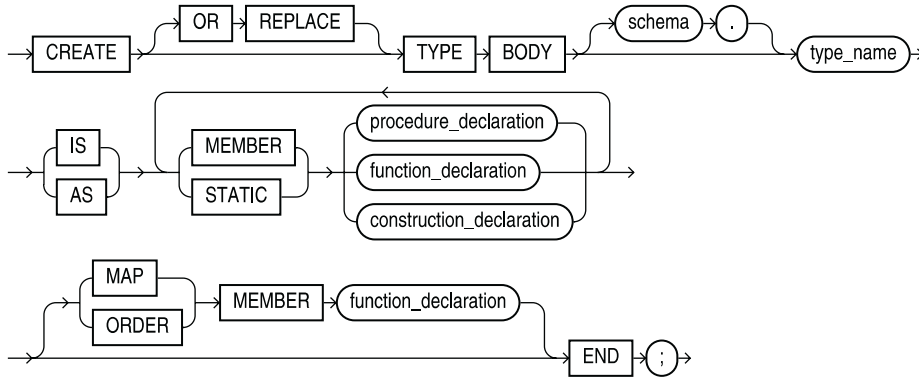 OR REPLACE schema .
CREATE TYPE BODY type_name
IS MEMBER procedure_declaration
function_declaration
AS STATIC
construction_declaration
MAP
MEMBER function_declaration
ORDER
END ;